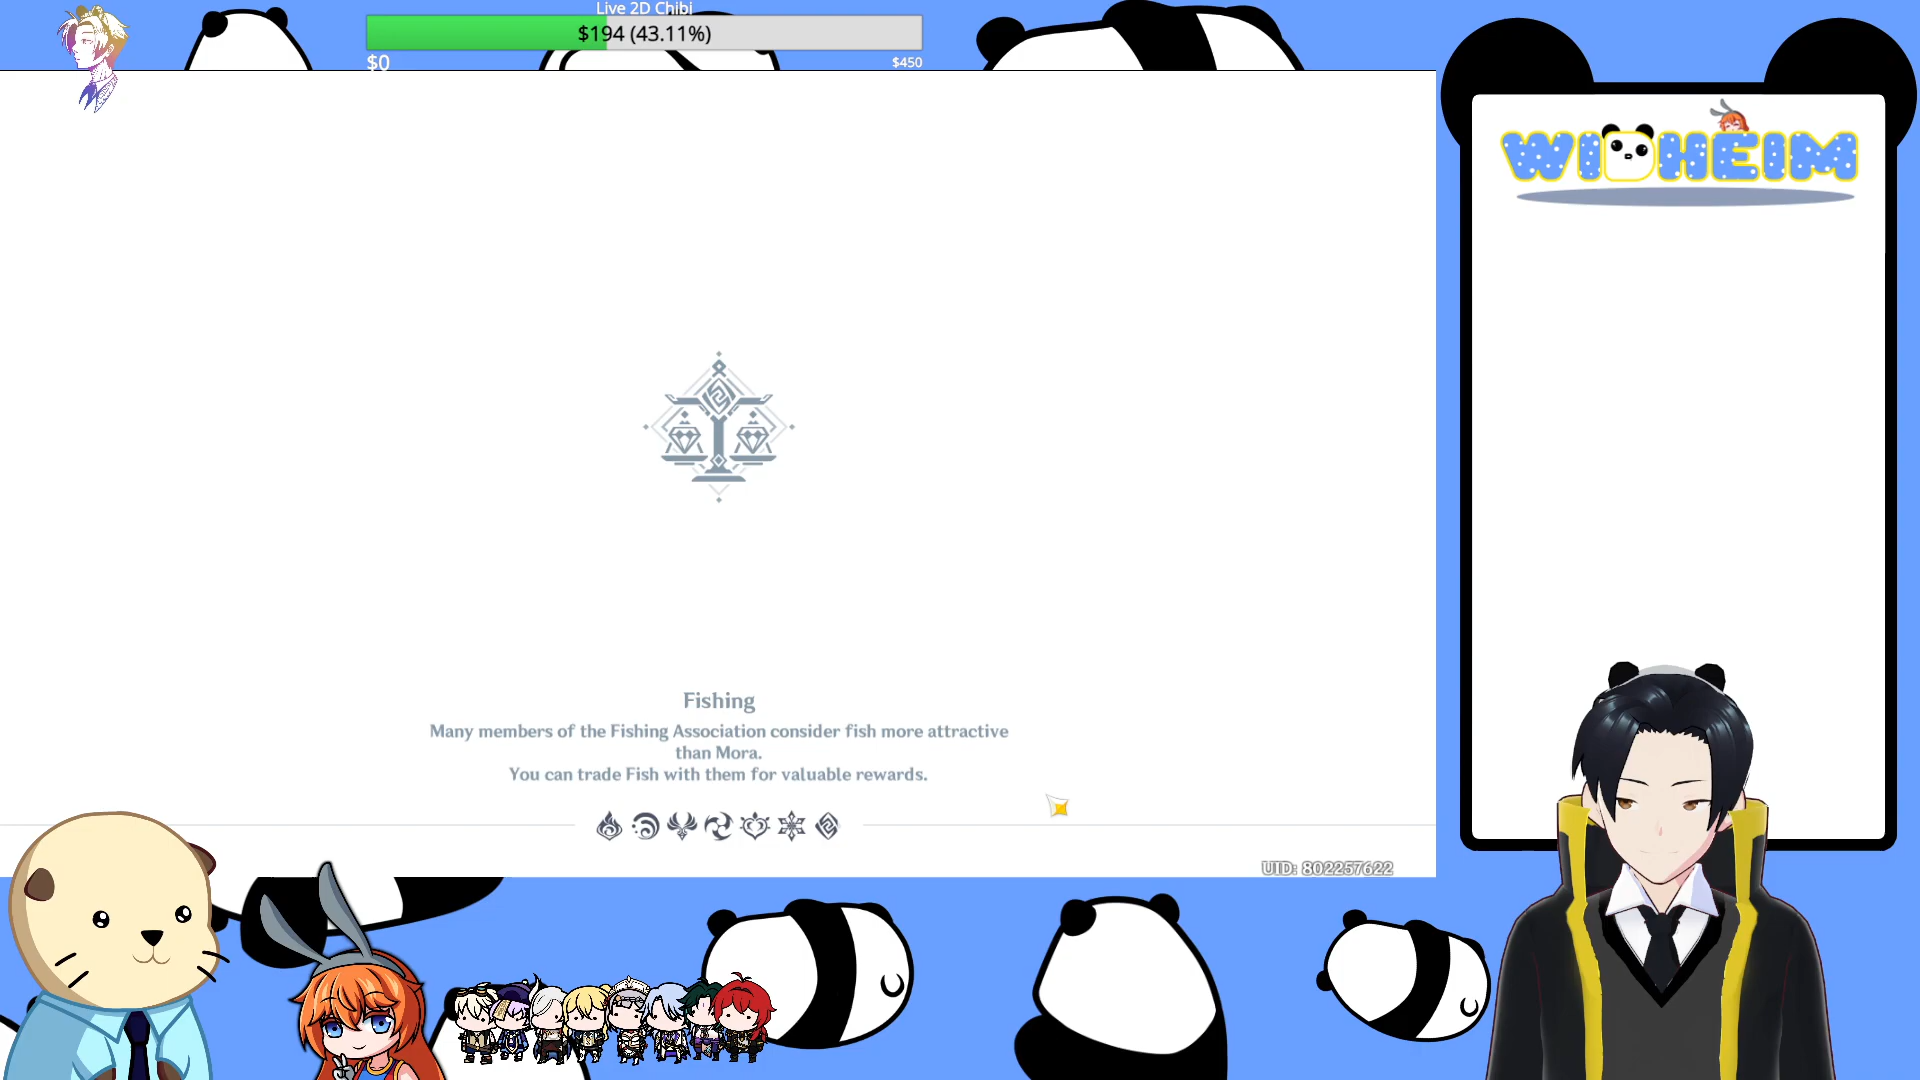 Live 2D Chibi
$194 (43.11%)
$0
$450
WIDHEIM
Fishing
Many members of the Fishing Association consider fish more attractive
than Mora.
You can trade Fish with them for valuable rewards.
UID: 802257622